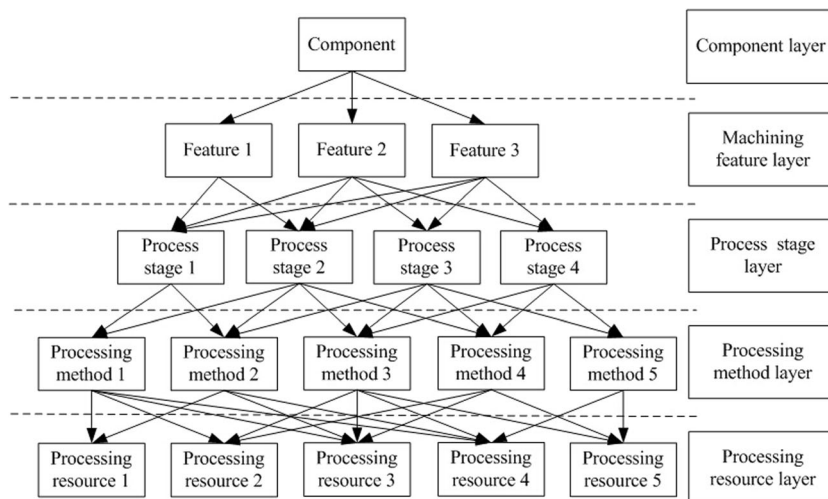 Component
Component layer
Feature 1
Feature 2
Feature 3
Machining
feature layer
Process
stage 1
Process
stage 2
Process
stage 3
Process
stage 4
Process stage
layer
Processing
method 1
Processing
method 2
Processing
method 3
Processing
method 4
Processing
method 5
Processing
method layer
Processing
resource 1
Processing
resource 2
Processing
resource 3
Processing
resource 4
Processing
resource 5
Processing
resource layer